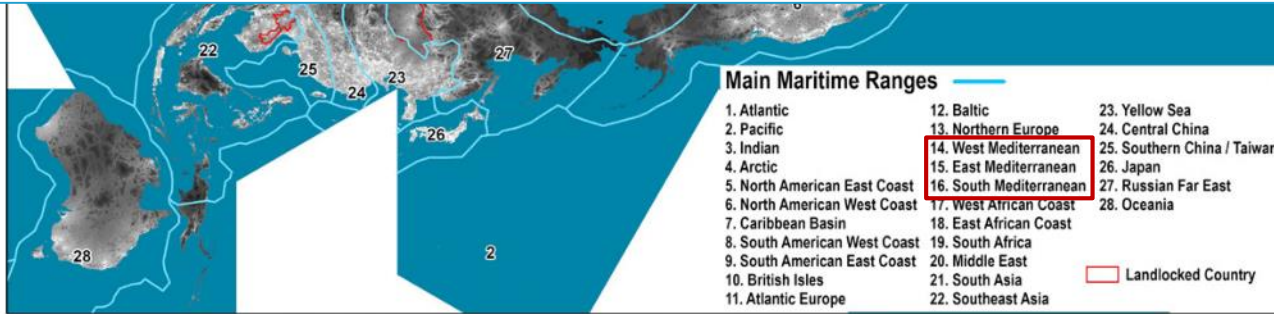 6
22
27
25
23
24
26
28
2
Main Maritime Ranges
1. Atlantic
2. Pacific
3. Indian
4. Arctic
5. North American East Coast
6. North American West Coast
7. Caribbean Basin
8. South American West Coast
9. South American East Coast
10. British Isles
11. Atlantic Europe
12. Baltic
13. Northern Europe
14. West Mediterranean
15. East Mediterranean
16. South Mediterranean
17. West African Coast
18. East African Coast
19. South Africa
20. Middle East
21. South Asia
22. Southeast Asia
23. Yellow Sea
24. Central China
25. Southern China / Taiwan
26. Japan
27. Russian Far East
28. Oceania
Landlocked Country